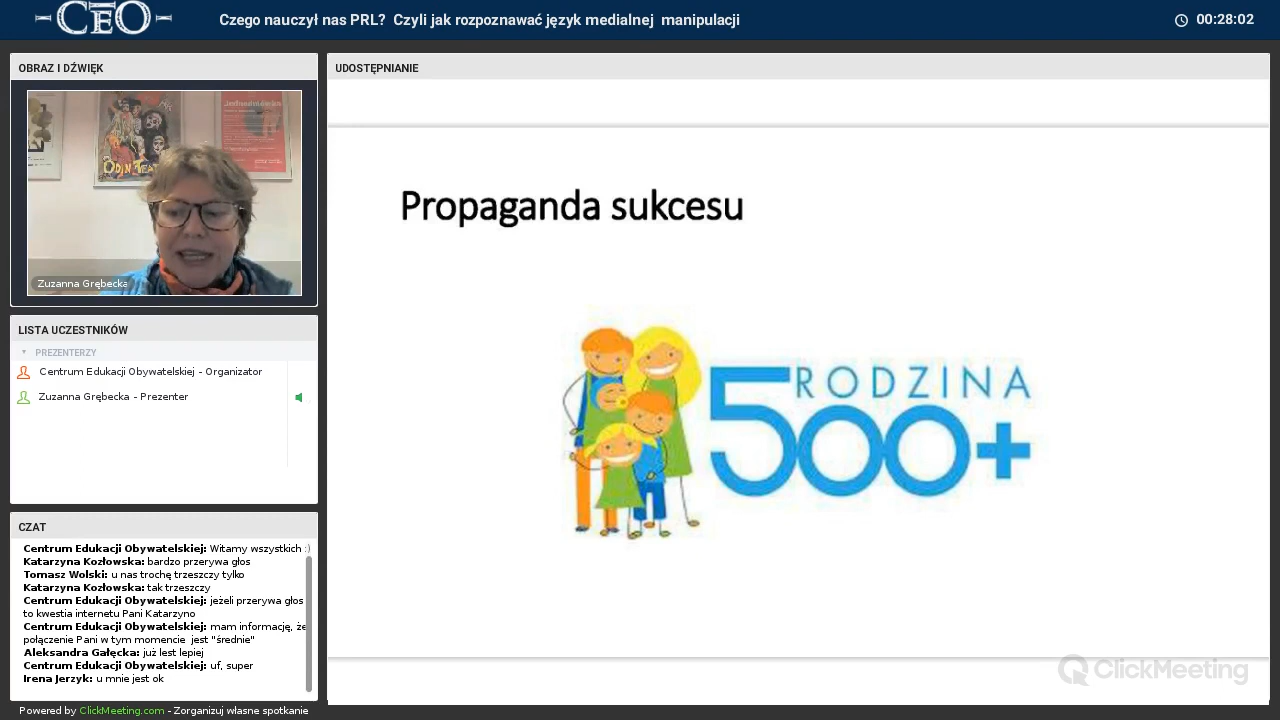 CEO
Czego nauczył nas PRL? Czyli jak rozpoznawać język medialnej manipulacji
00:28:02
OBRAZ I DŹWIĘK
ODIN TEA
Zuzanna Grębecka
LISTA UCZESTNIKÓW
PREZENTERZY
Centrum Edukacji Obywatelskiej - Organizator
Zuzanna Grębecka - Prezenter
CZAT
Centrum Edukacji Obywatelskiej: Witamy wszystkich :)
Katarzyna Kozłowska: bardzo przerywa głos
Tomasz Wolski: u nas trochę trzeszczy tylko
Katarzyna Kozłowska: tak trzeszczy
Centrum Edukacji Obywatelskiej: jeżeli przerywa głos
to kwestia internetu Pani Katarzyno
Centrum Edukacji Obywatelskiej: mam informację, że
połączenie Pani w tym momencie jest "średnie"
Aleksandra Gałęcka: już lest lepiej
Centrum Edukacji Obywatelskiej: uf, super
Irena Jerzyk: u mnie jest ok
Powered by ClickMeeting.com - Zorganizuj własne spotkanie
UDOSTĘPNIANIE
Propaganda sukcesu
RODZINA
500+
ClickMeeting